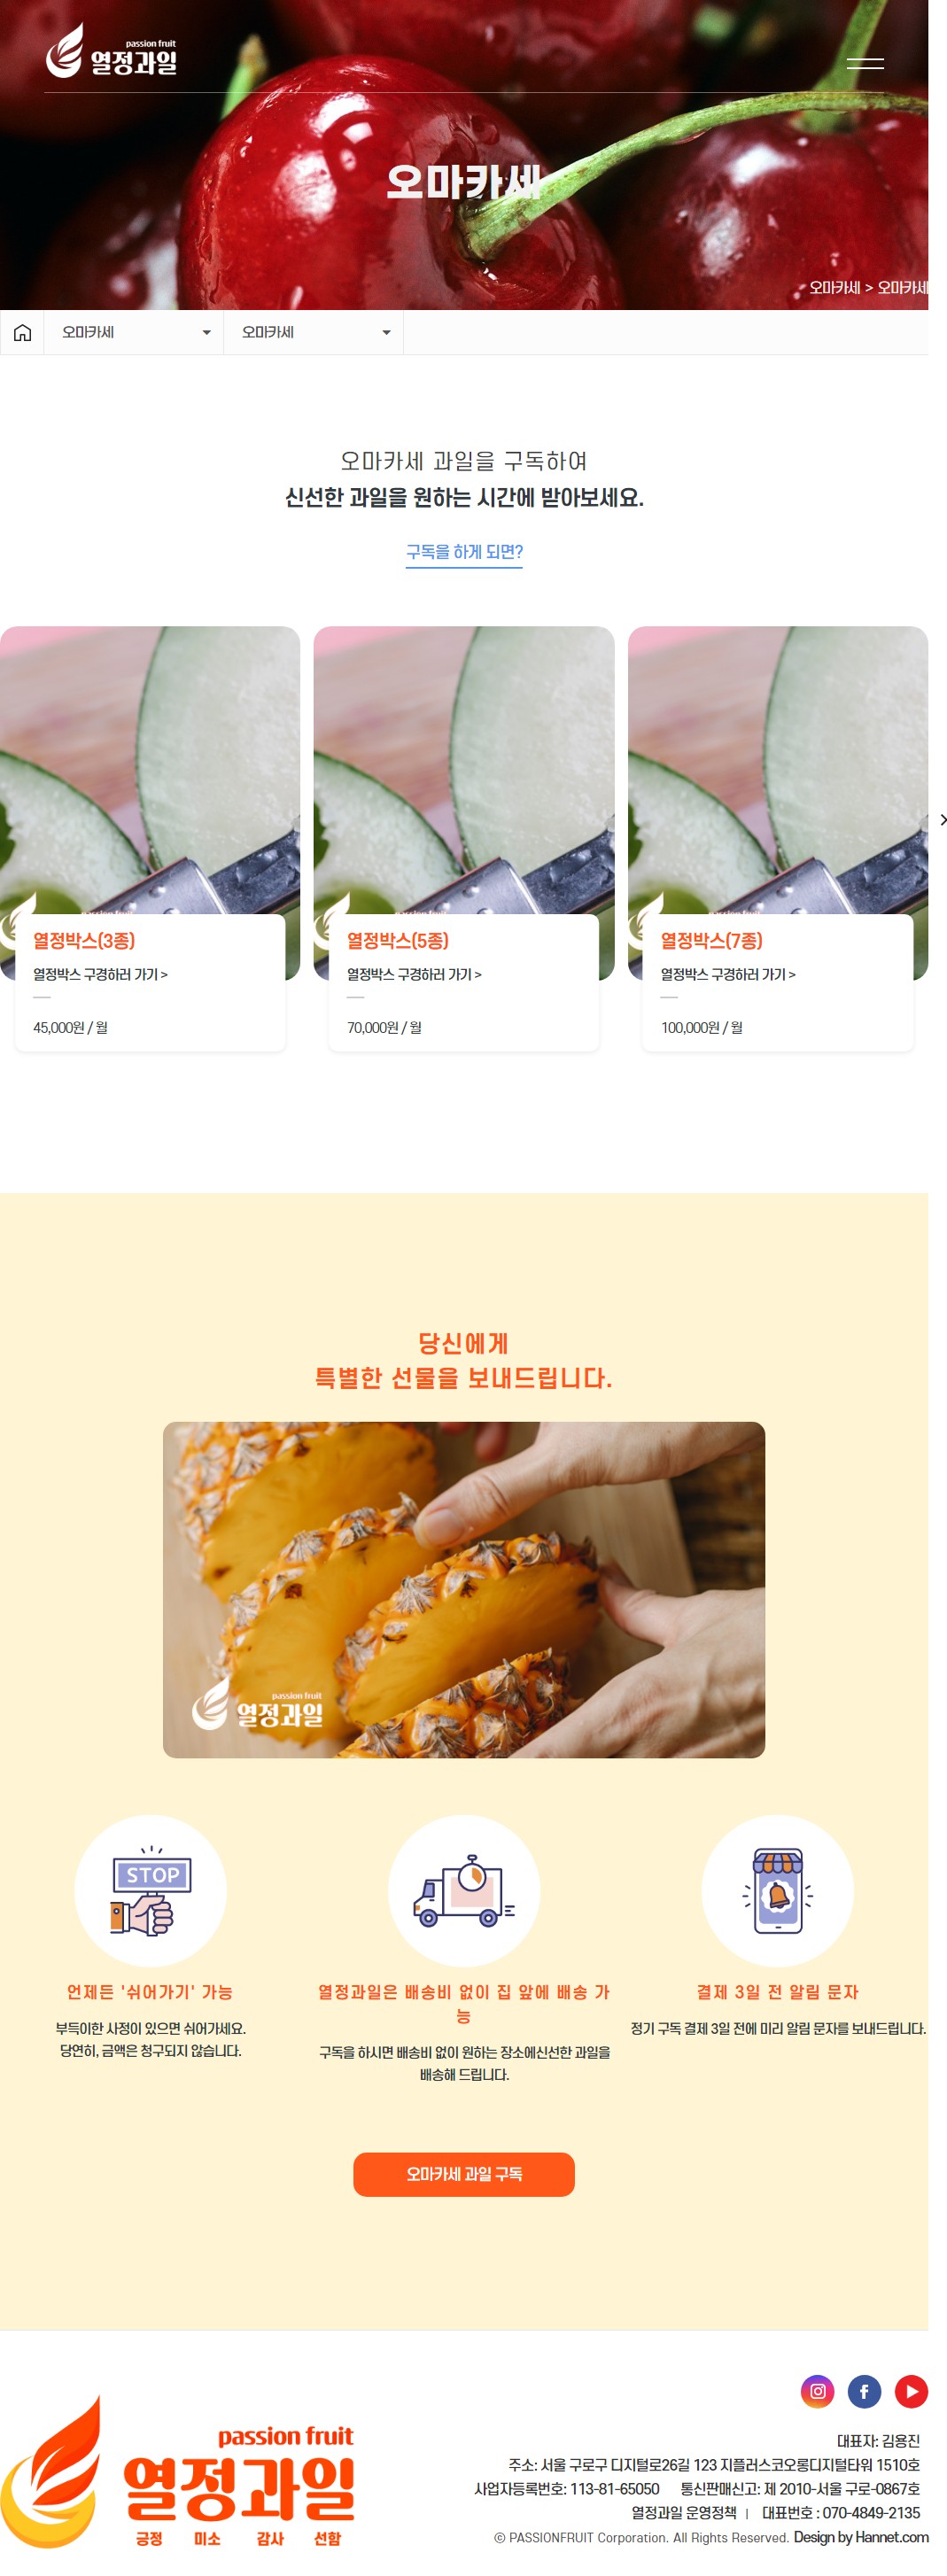 passion fruit
열정과일
오마카세
오마카세 > 오마카세
오마카세
오마카세
오마카세 과일을 구독하여
신선한 과일을 원하는 시간에 받아보세요.
구독을 하게 되면?
열정박스(3종)
열정박스 구경하러 가기 >
45,000원 / 월
열정박스(5종)
열정박스 구경하러 가기 >
70,000원 / 월
열정박스(7종)
열정박스 구경하러 가기 >
100,000원 / 월
당신에게
특별한 선물을 보내드립니다.
passion fruit
열정과일
STOP
언제든 '쉬어가기' 가능
부득이한 사정이 있으면 쉬어가세요.
당연히, 금액은 청구되지 않습니다.
열정과일은 배송비 없이 집 앞에 배송 가
능
구독을 하시면 배송비 없이 원하는 장소에신선한 과일을
배송해 드립니다.
결제 3일 전 알림 문자
정기 구독 결제 3일 전에 미리 알림 문자를 보내드립니다.
오마카세 과일 구독
passion fruit
열정과일
긍정 미소 감사 선함
대표자: 김용진
주소: 서울 구로구 디지털로26길 123 지플러스코오롱디지털타워 1510호
사업자등록번호: 113-81-65050 통신판매신고: 제 2010-서울 구로-0867호
열정과일 운영정책 | 대표번호 : 070-4849-2135
ⓒ PASSIONFRUIT Corporation. All Rights Reserved. Design by Hannet.com